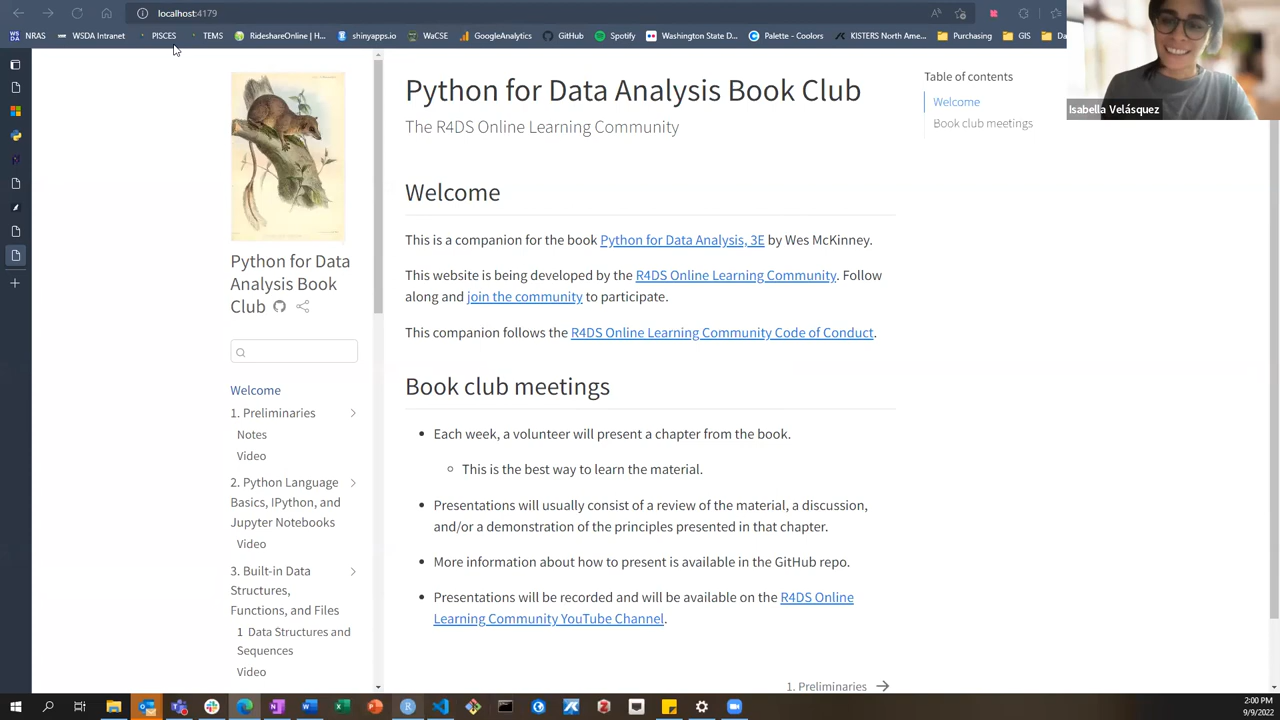 localhost:4179
NRAS
WSDA Intranet
PISCES
TEMS
RideshareOnline | H...
shinyapps.io
WaCSE
GoogleAnalytics
GitHub
Spotify
Washington State D...
Palette - Coolors
KISTERS North Ame...
Purchasing
GIS
Da
Isabella Velásquez
Python for Data
Analysis Book
Club
Welcome
1. Preliminaries
Notes
Video
2. Python Language
Basics, IPython, and
Jupyter Notebooks
Video
3. Built-in Data
Structures,
Functions, and Files
1 Data Structures and
Sequences
Video
Python for Data Analysis Book Club
The R4DS Online Learning Community
Welcome
This is a companion for the book Python for Data Analysis, 3E by Wes McKinney.
This website is being developed by the R4DS Online Learning Community. Follow
along and join the community to participate.
This companion follows the R4DS Online Learning Community Code of Conduct.
Book club meetings
• Each week, a volunteer will present a chapter from the book.
◦ This is the best way to learn the material.
• Presentations will usually consist of a review of the material, a discussion,
and/or a demonstration of the principles presented in that chapter.
• More information about how to present is available in the GitHub repo.
• Presentations will be recorded and will be available on the R4DS Online
Learning Community YouTube Channel.
1. Preliminaries →
Table of contents
Welcome
Book club meetings
2:00 PM
9/9/2022